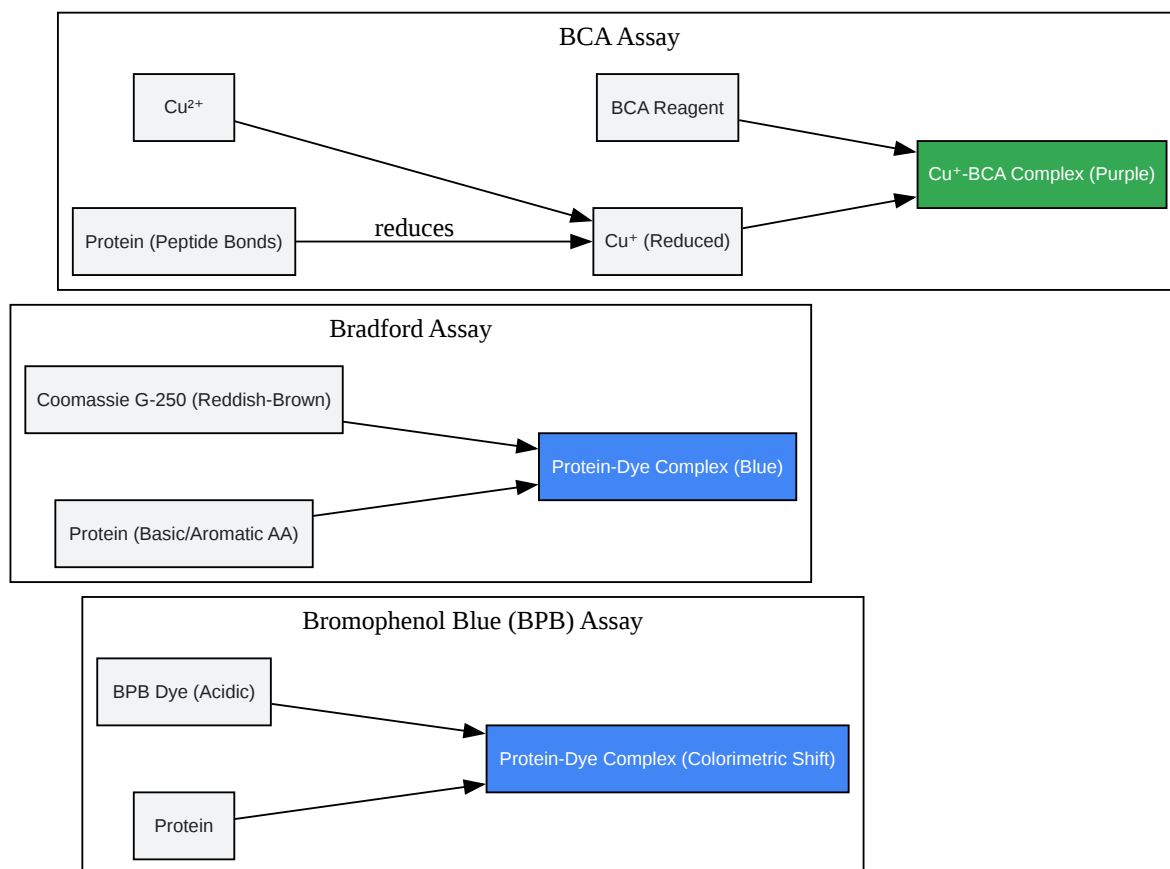 BCA Assay
Cu²⁺
BCA Reagent
Cu⁺-BCA Complex (Purple)
Protein (Peptide Bonds)
reduces
Cu⁺ (Reduced)
Bradford Assay
Coomassie G-250 (Reddish-Brown)
Protein-Dye Complex (Blue)
Protein (Basic/Aromatic AA)
Bromophenol Blue (BPB) Assay
BPB Dye (Acidic)
Protein-Dye Complex (Colorimetric Shift)
Protein